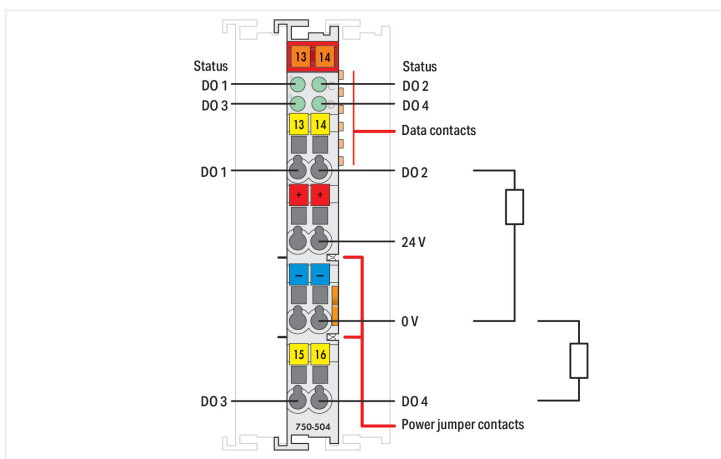 13 14
Status Status
DO 1 DO 2
DO 3 DO 4
13 14
Data contacts
DO 1 DO 2
+ +
24 V
− −
0 V
15 16
DO 3 DO 4
Power jumper contacts
750-504